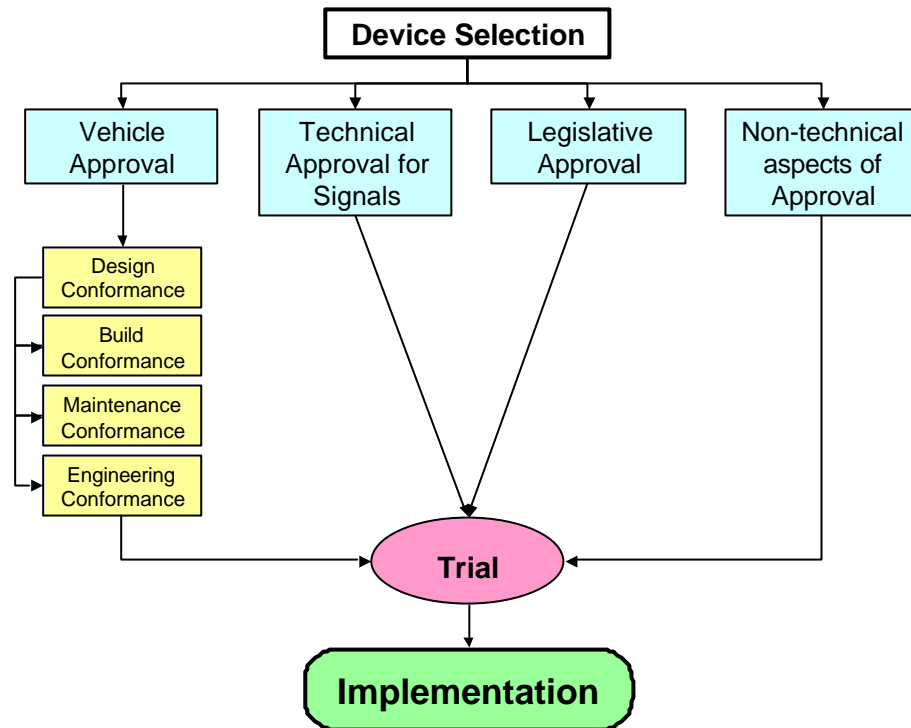 Device Selection
Vehicle
Approval
Technical
Approval for
Signals
Legislative
Approval
Non-technical
aspects of
Approval
Design
Conformance
Build
Conformance
Maintenance
Conformance
Engineering
Conformance
Trial
Implementation